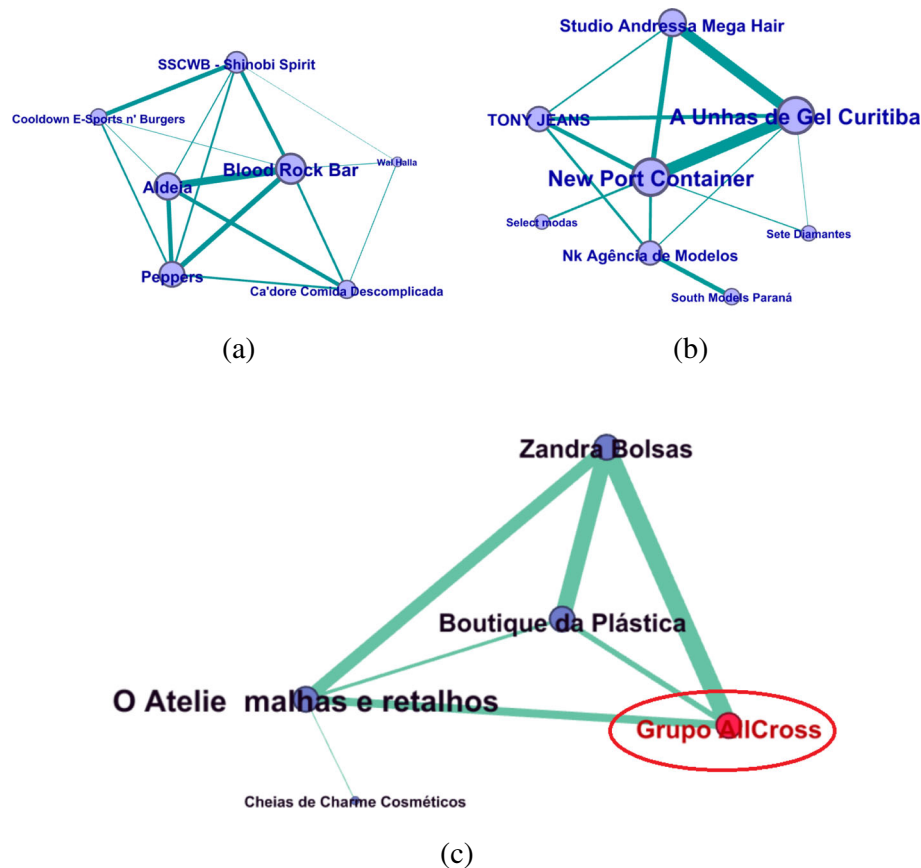 SSCWB - Shinobi Spirit
Cooldown E-Sports n' Burgers
Wal Halla
Blood Rock Bar
Aldeia
Peppers
Ca'dore Comida Descomplicada
(a)
Studio Andressa Mega Hair
TONY JEANS
A Unhas de Gel Curitiba
New Port Container
Select modas
Sete Diamantes
Nk Agência de Modelos
South Models Paraná
(b)
Zandra Bolsas
Boutique da Plástica
O Atelie malhas e retalhos
Grupo AllCross
Cheias de Charme Cosméticos
(c)